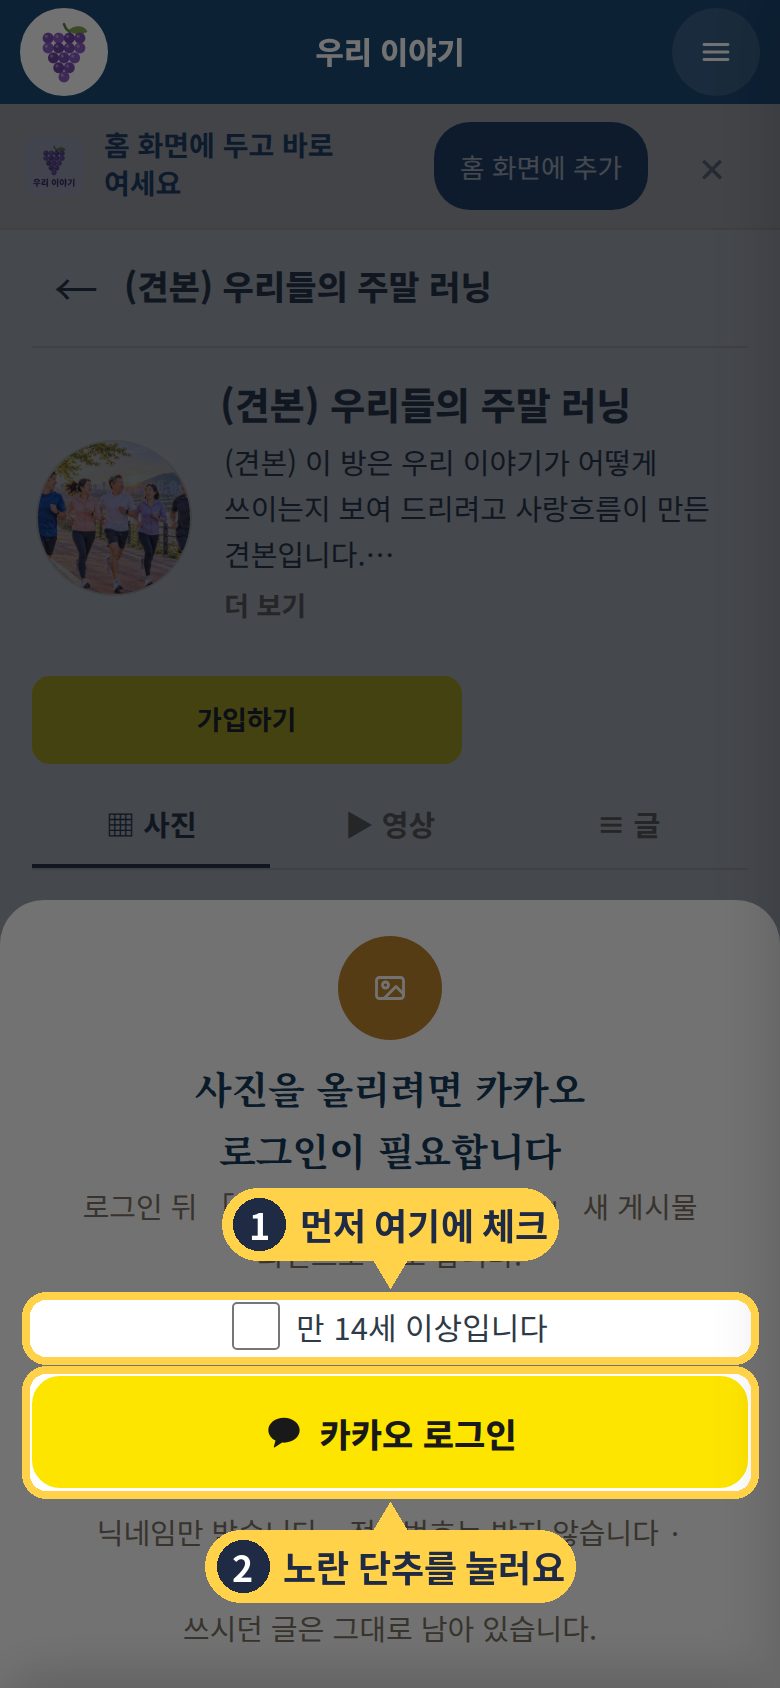 우리 이야기
우리 이야기
홈 화면에 두고 바로
여세요
홈 화면에 추가
(견본) 우리들의 주말 러닝
(견본) 우리들의 주말 러닝
(견본) 이 방은 우리 이야기가 어떻게
쓰이는지 보여 드리려고 사랑흐름이 만든
견본입니다.…
더 보기
가입하기
사진
영상
글
사진을 올리려면 카카오
로그인이 필요합니다
로그인 뒤
새 게시물
1 먼저 여기에 체크
만 14세 이상입니다
카카오 로그인
닉네임만
않습니다 ·
2 노란 단추를 눌러요
쓰시던 글은 그대로 남아 있습니다.